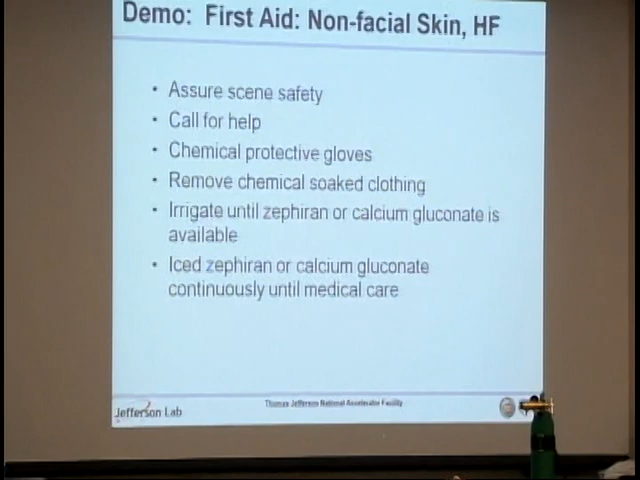 Demo: First Aid: Non-facial Skin, HF
• Assure scene safety
• Call for help
• Chemical protective gloves
• Remove chemical soaked clothing
• Irrigate until zephiran or calcium gluconate is
available
• Iced zephiran or calcium gluconate
continuously until medical care
Jefferson Lab
Thomas Jefferson National Accelerator Facility